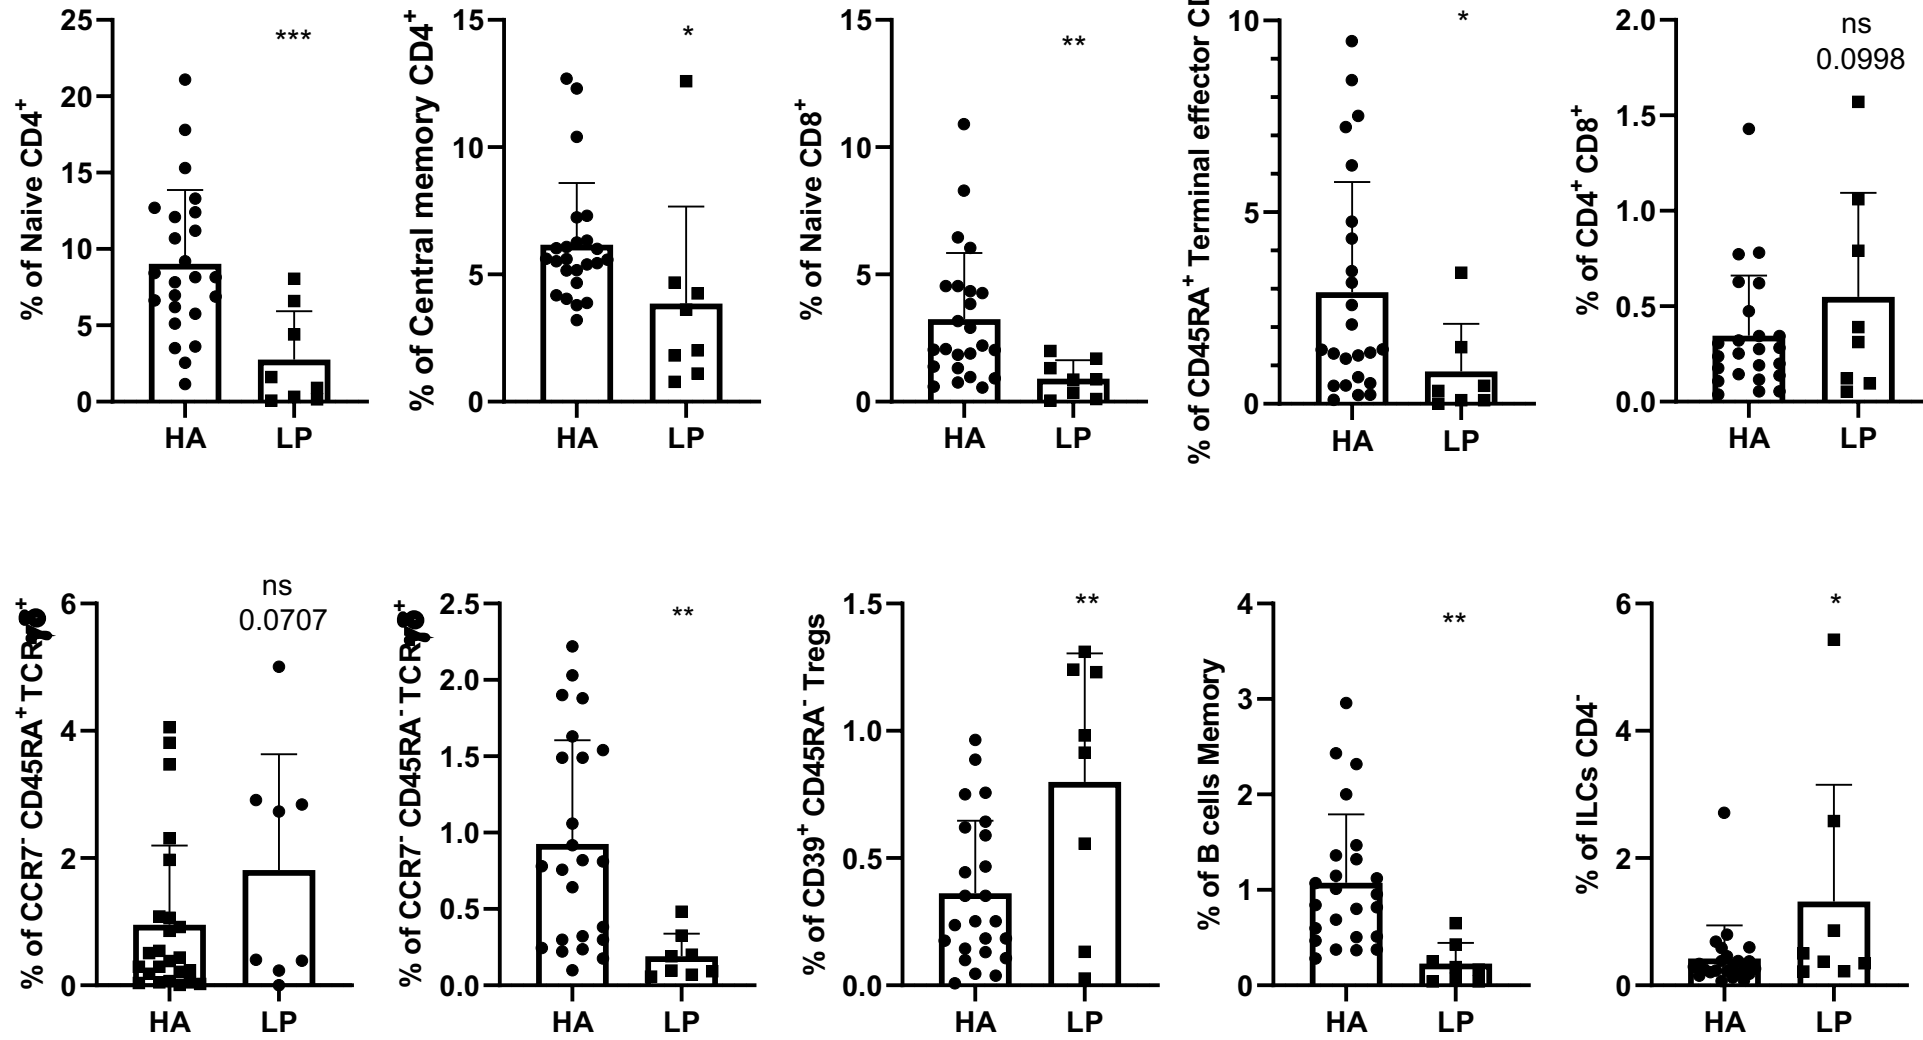 % of Naive CD4+
25
20
15
10
5
0
***
HA
LP
% of Central memory CD4+
15
10
5
0
*
HA
LP
% of Naive CD8+
15
10
5
0
**
HA
LP
% of CD45RA+ Terminal effector
10
5
0
*
HA
LP
% of CD4+ CD8+
2.0
1.5
1.0
0.5
0.0
ns
0.0998
HA
LP
% of CCR7- CD45RA+TCRγδ+
6
4
2
0
ns
0.0707
HA
LP
% of CCR7- CD45RA-TCRγδ+
2.5
2.0
1.5
1.0
0.5
0.0
**
HA
LP
% of CD39+ CD45RA- Tregs
1.5
1.0
0.5
0.0
**
HA
LP
% of B cells Memory
4
3
2
1
0
**
HA
LP
% of ILCs CD4-
6
4
2
0
*
HA
LP